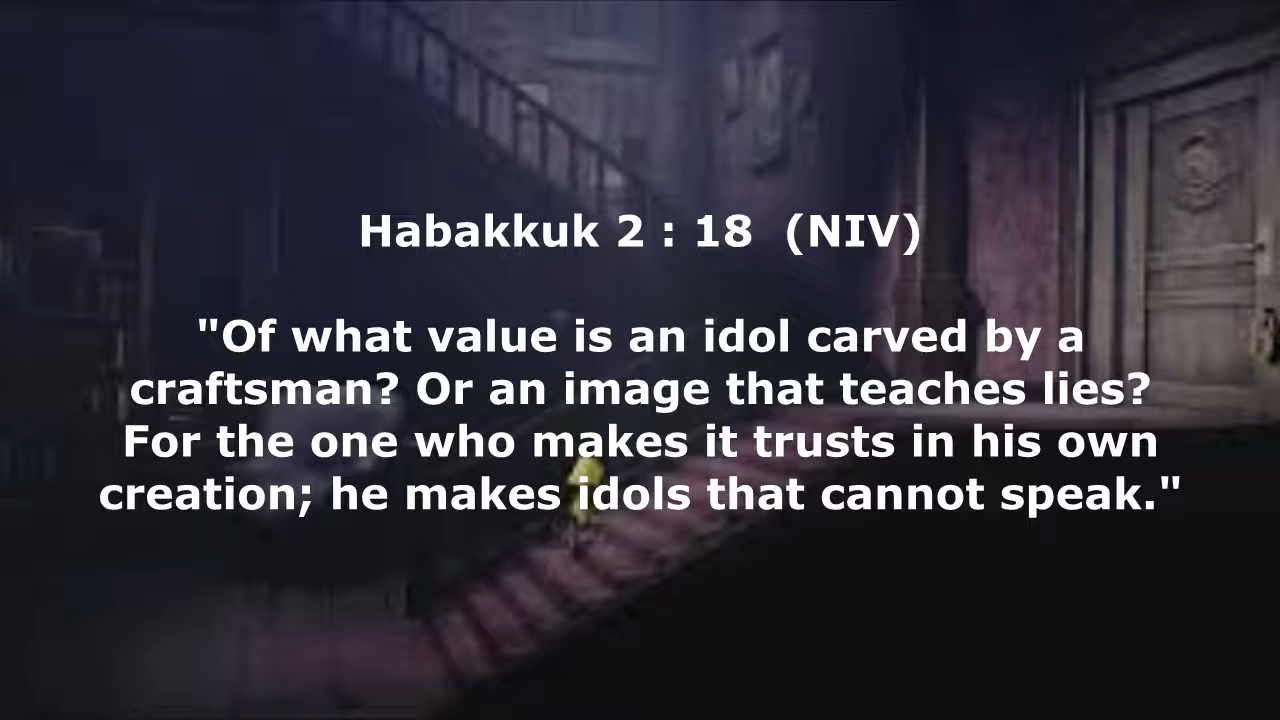 Habakkuk 2 : 18  (NIV)
"Of what value is an idol carved by a
craftsman? Or an image that teaches lies?
For the one who makes it trusts in his own
creation; he makes idols that cannot speak."